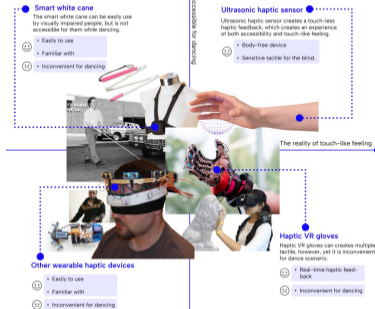 Smart white cane
The smart white cane can be easily use
by visually impaired people, but is not
accessible for them while dancing.
• Easily to use
• Familiar with
• Inconvenient for dancing
accessible for dancing
Ultrasonic haptic sensor
Ultrasonic haptic sensor creates a touch-less
haptic feedback, which creates an experience
of both accessibility and touch-like feeling.
• Body-free device
• Sensitive tactile for the blind.
The reality of touch-like feeling
Other wearable haptic devices
• Easily to use
• Familiar with
• Inconvenient for dancing
Haptic VR gloves
Haptic VR gloves can creates multiple
tactile, however, yet it is inconvenient
for dance scenario.
• Real-time haptic feed-
back
• Inconvenient for dancing